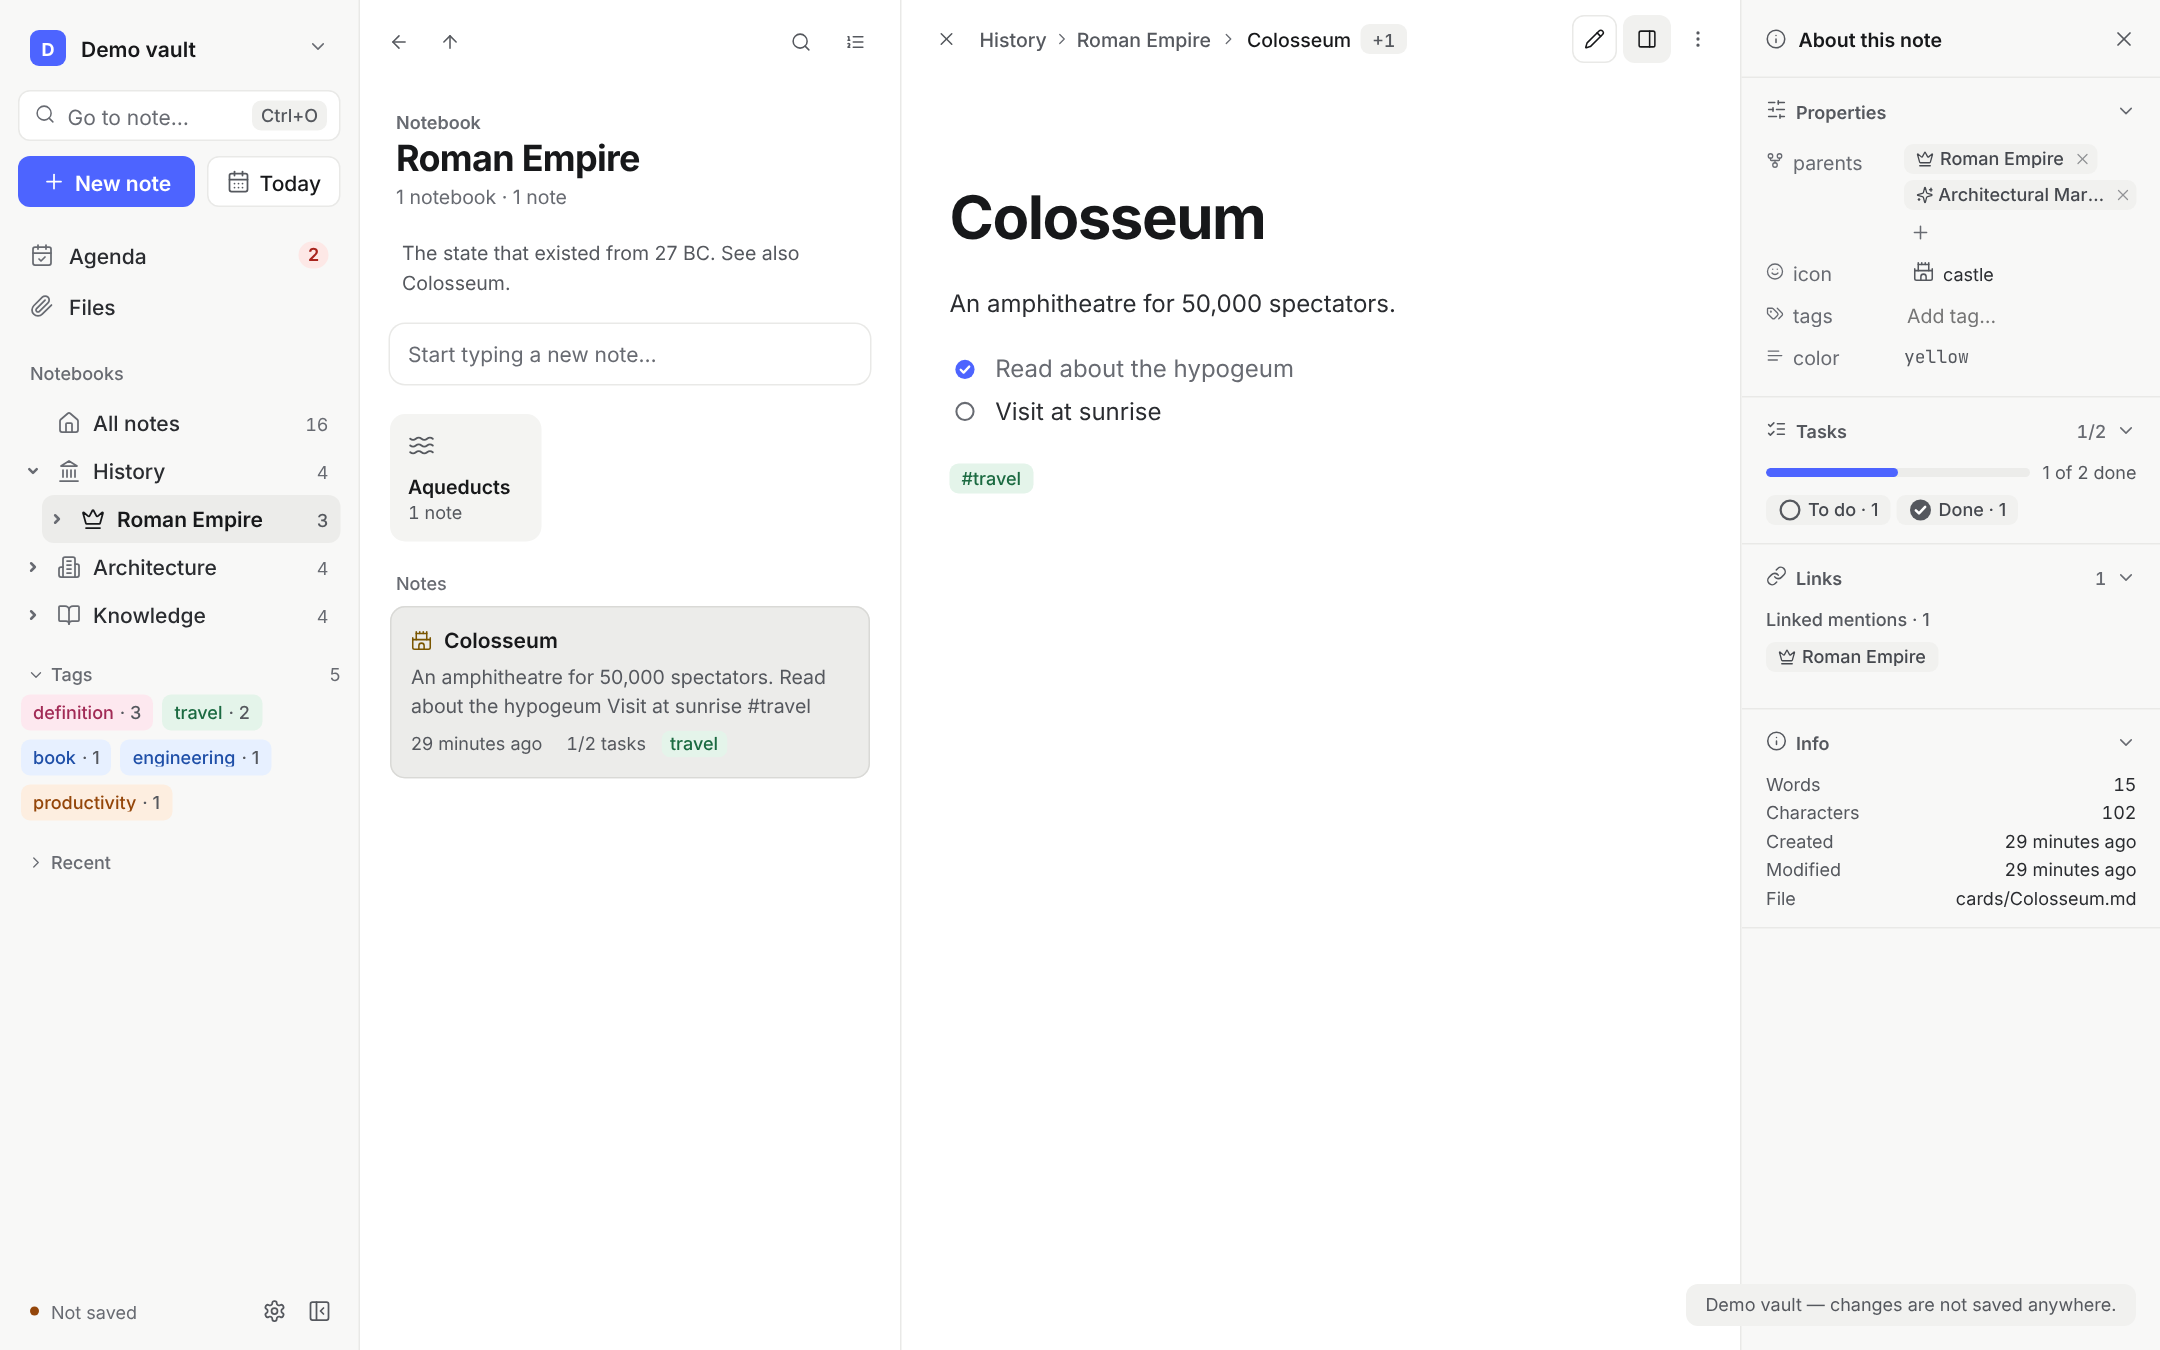 D Demo vault
Go to note... Ctrl+O
New note
Today
Agenda 2
Files
Notebooks
All notes 16
History 4
Roman Empire 3
Architecture 4
Knowledge 4
Tags 5
definition · 3
travel · 2
book · 1
engineering · 1
productivity · 1
Recent
Not saved
Notebook
Roman Empire
1 notebook · 1 note
The state that existed from 27 BC. See also
Colosseum.
Start typing a new note...
Aqueducts
1 note
Notes
Colosseum
An amphitheatre for 50,000 spectators. Read
about the hypogeum Visit at sunrise #travel
29 minutes ago 1/2 tasks travel
History > Roman Empire > Colosseum +1
Colosseum
An amphitheatre for 50,000 spectators.
Read about the hypogeum
Visit at sunrise
#travel
About this note
Properties
parents Roman Empire
Architectural Mar...
icon castle
tags Add tag...
color yellow
Tasks 1/2
1 of 2 done
To do · 1
Done · 1
Links 1
Linked mentions · 1
Roman Empire
Info
Words 15
Characters 102
Created 29 minutes ago
Modified 29 minutes ago
File cards/Colosseum.md
Demo vault — changes are not saved anywhere.